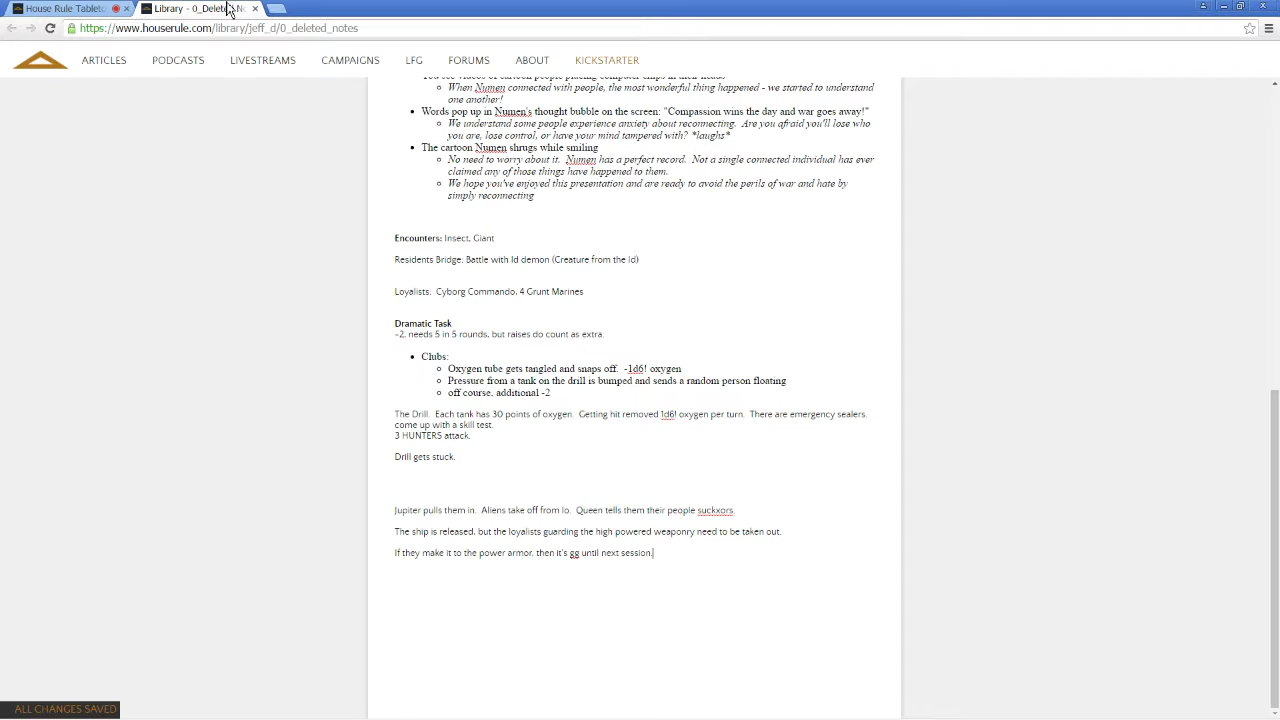 House Rule Tableto
Library - 0_Delet
https://www.houserule.com/library/jeff_d/0_deleted_notes
ARTICLES PODCASTS LIVESTREAMS CAMPAIGNS LFG FORUMS ABOUT KICKSTARTER
You see videos of cartoon people placing computer chips in their heads
When Numen connected with people, the most wonderful thing happened - we started to understand
one another!
Words pop up in Numen's thought bubble on the screen: "Compassion wins the day and war goes away!"
We understand some people experience anxiety about reconnecting. Are you afraid you'll lose who
you are, lose control, or have your mind tampered with? *laughs*
The cartoon Numen shrugs while smiling
No need to worry about it. Numen has a perfect record. Not a single connected individual has ever
claimed any of those things have happened to them.
We hope you've enjoyed this presentation and are ready to avoid the perils of war and hate by
simply reconnecting
Encounters: Insect, Giant
Residents Bridge: Battle with Id demon (Creature from the Id)
Loyalists: Cyborg Commando, 4 Grunt Marines
Dramatic Task
-2, needs 5 in 5 rounds, but raises do count as extra.
Clubs:
Oxygen tube gets tangled and snaps off. -1d6! oxygen
Pressure from a tank on the drill is bumped and sends a random person floating
off course, additional -2
The Drill. Each tank has 30 points of oxygen. Getting hit removed 1d6! oxygen per turn. There are emergency sealers.
come up with a skill test.
3 HUNTERS attack.
Drill gets stuck.
Jupiter pulls them in. Aliens take off from Io. Queen tells them their people suckxors.
The ship is released, but the loyalists guarding the high powered weaponry need to be taken out.
If they make it to the power armor, then it's gg until next session.
ALL CHANGES SAVED